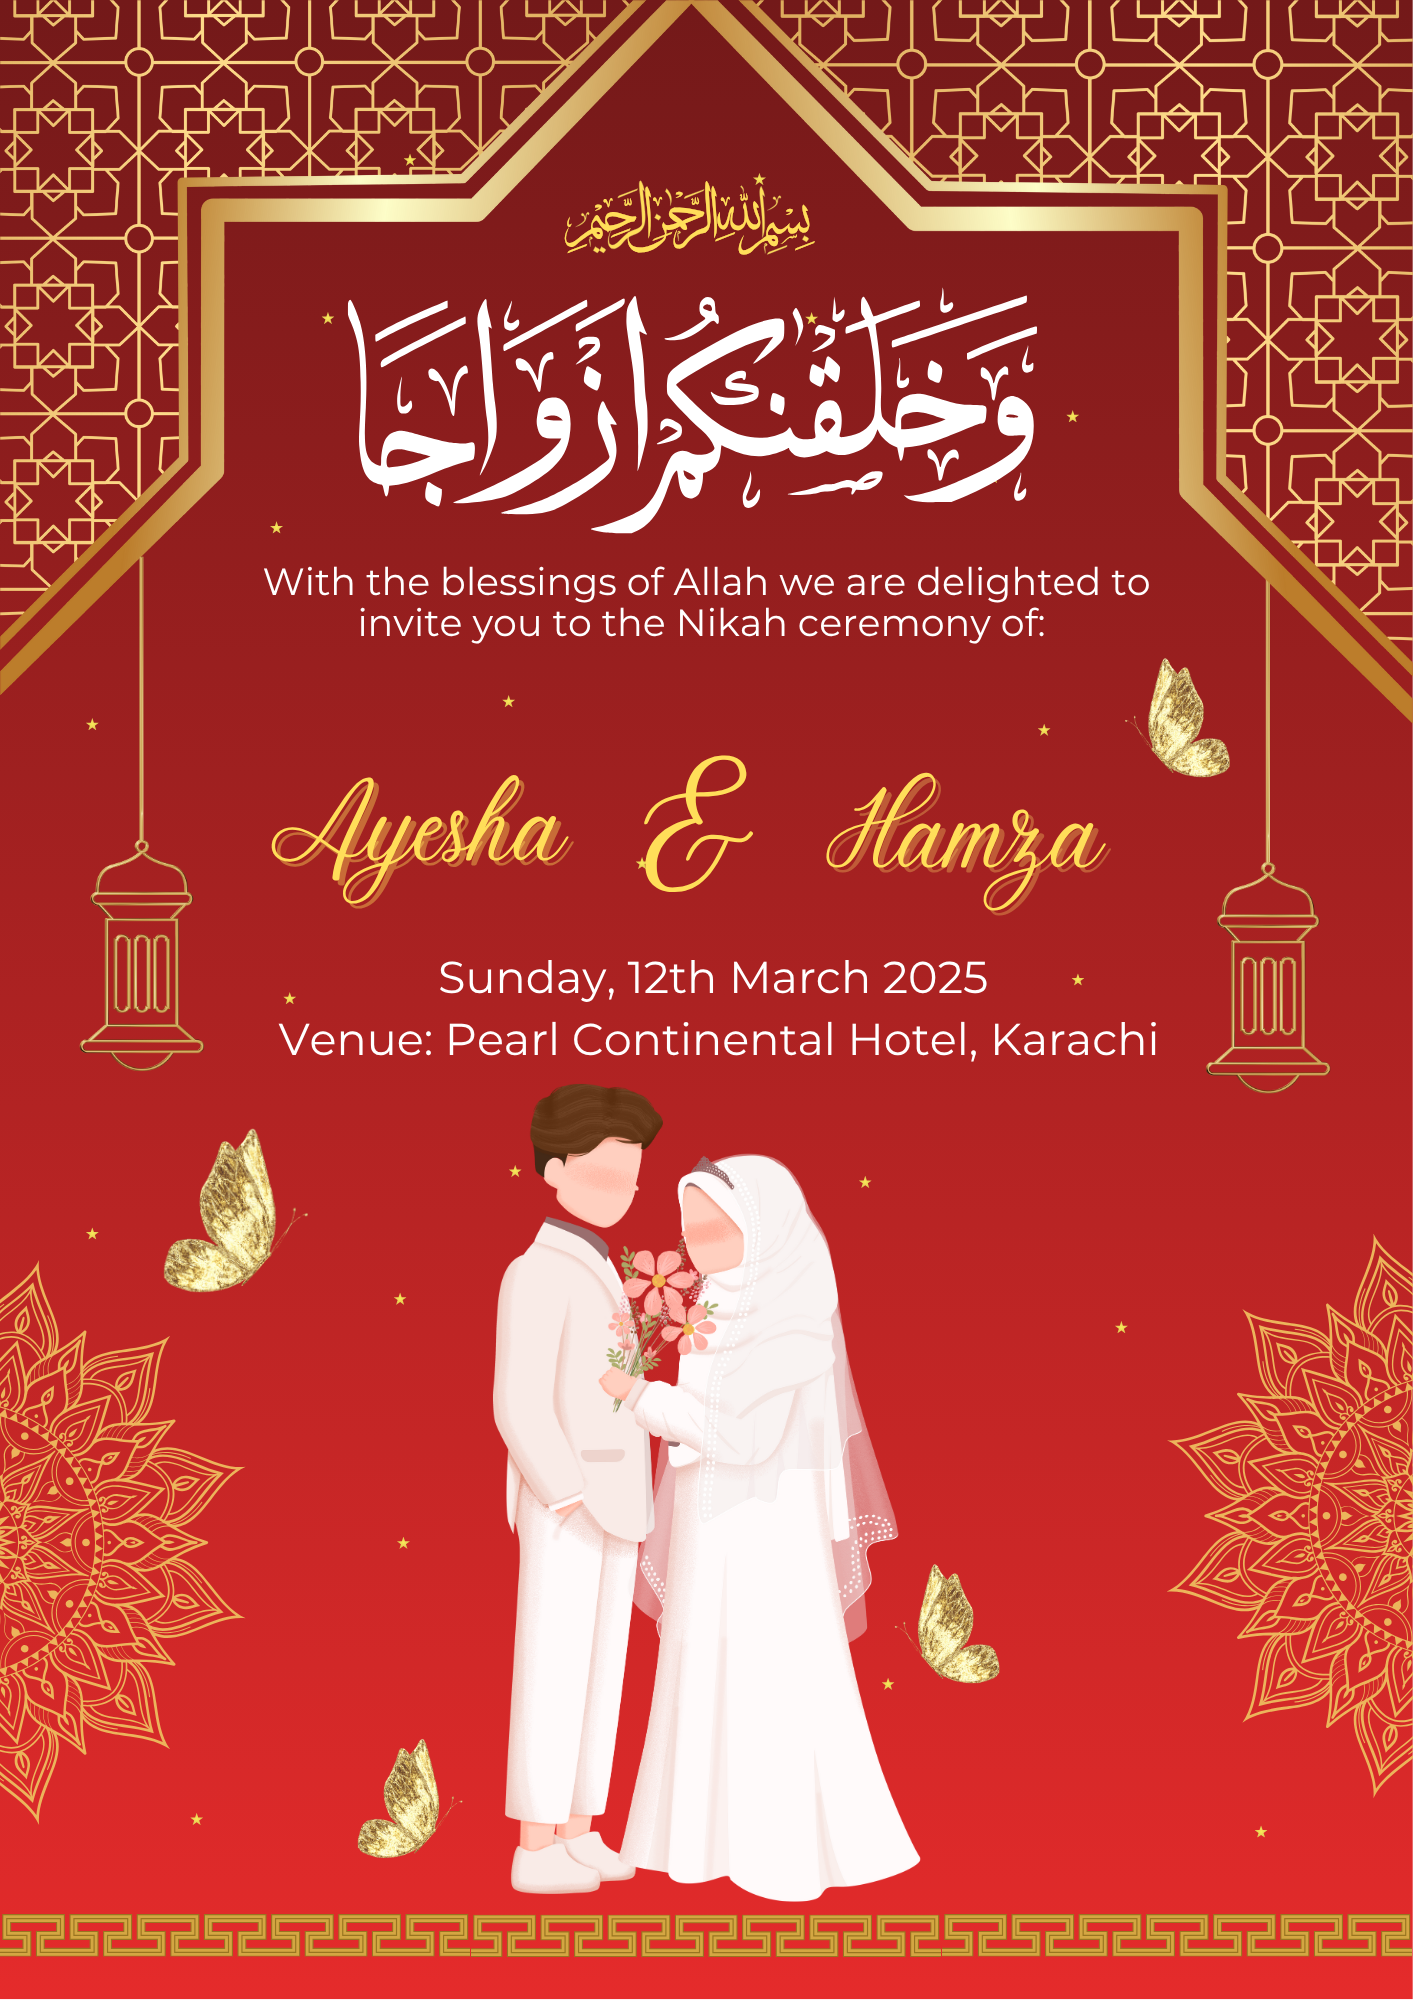 بسم الله الرحمن الرحيم
وَخَلَقْنٰكُمْ اَزْوَاجًا
With the blessings of Allah we are delighted to
invite you to the Nikah ceremony of:
Ayesha & Hamza
Sunday, 12th March 2025
Venue: Pearl Continental Hotel, Karachi